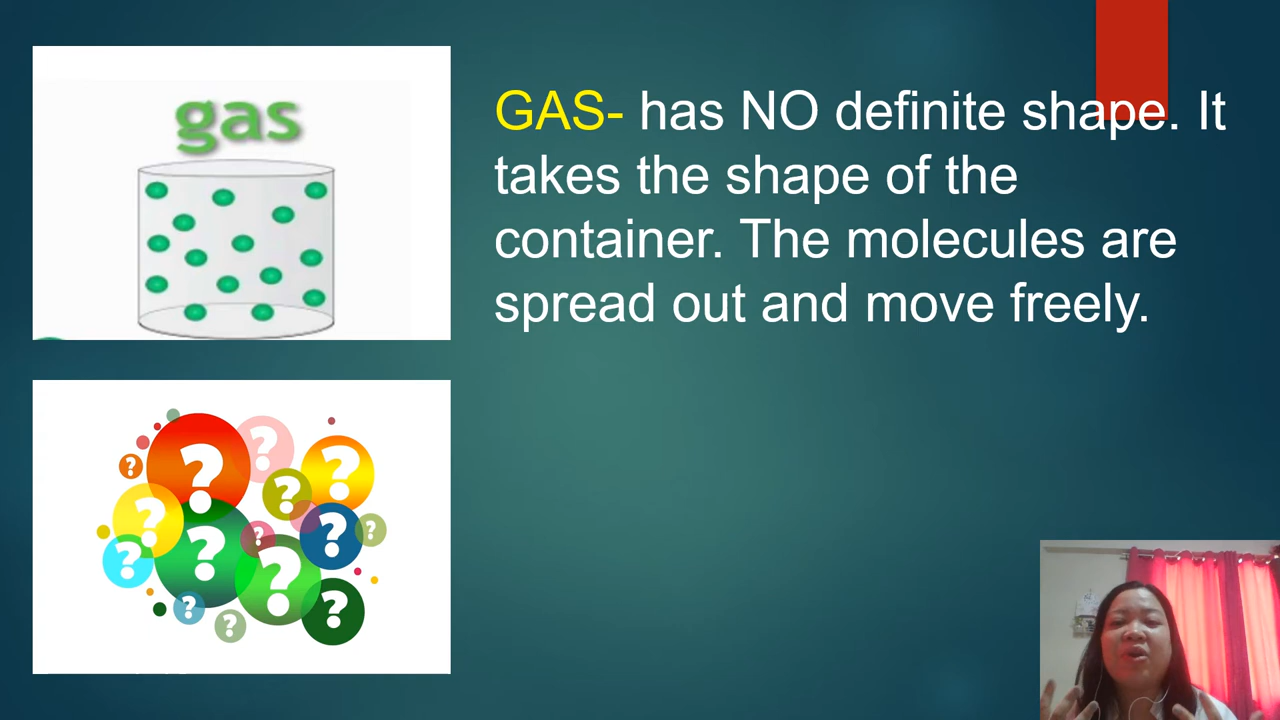 gas
GAS- has NO definite shape. It
takes the shape of the
container. The molecules are
spread out and move freely.
? ? ? ? ? ? ? ? ? ? ? ? ? ?